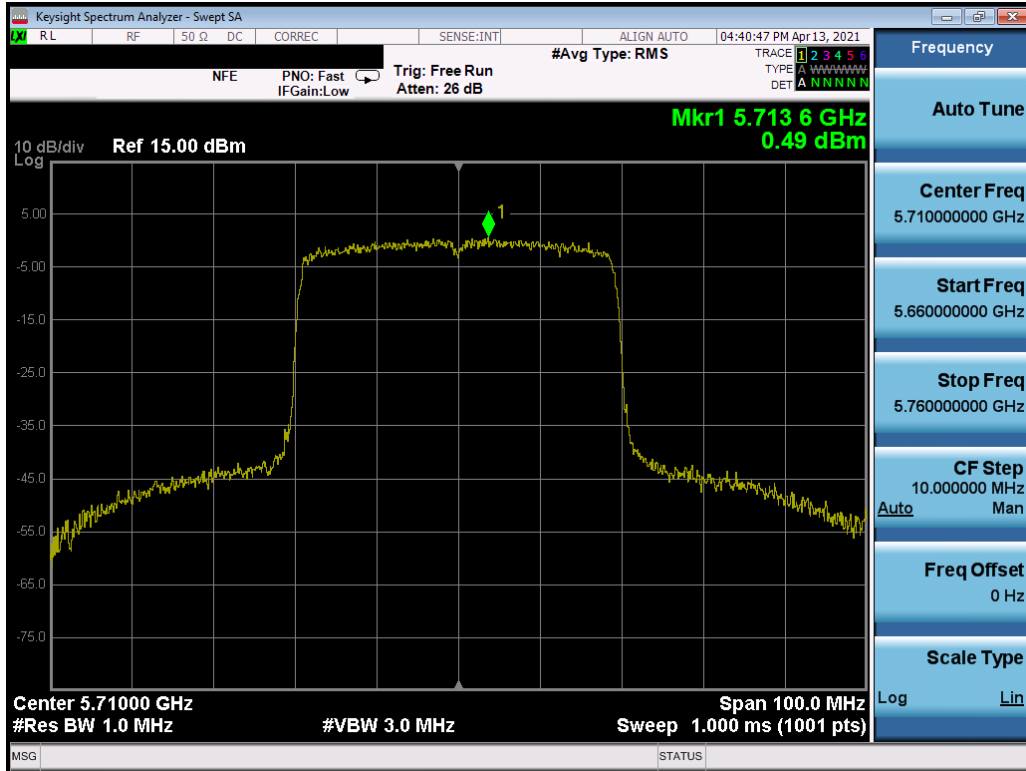 Keysight Spectrum Analyzer - Swept SA
LXI RL RF 50 Ω DC CORREC SENSE:INT ALIGN AUTO 04:40:47 PM Apr 13, 2021
NFE PNO: Fast Trig: Free Run #Avg Type: RMS TRACE 1 2 3 4 5 6
IFGain:Low Atten: 26 dB TYPE A WWWWW
DET A N N N N N
Mkr1 5.713 6 GHz
0.49 dBm
10 dB/div Ref 15.00 dBm
Log
1
5.00
-5.00
-15.0
-25.0
-35.0
-45.0
-55.0
-65.0
-75.0
Center 5.71000 GHz Span 100.0 MHz
#Res BW 1.0 MHz #VBW 3.0 MHz Sweep 1.000 ms (1001 pts)
MSG STATUS
Frequency
Auto Tune
Center Freq
5.710000000 GHz
Start Freq
5.660000000 GHz
Stop Freq
5.760000000 GHz
CF Step
10.000000 MHz
Auto Man
Freq Offset
0 Hz
Scale Type
Log Lin